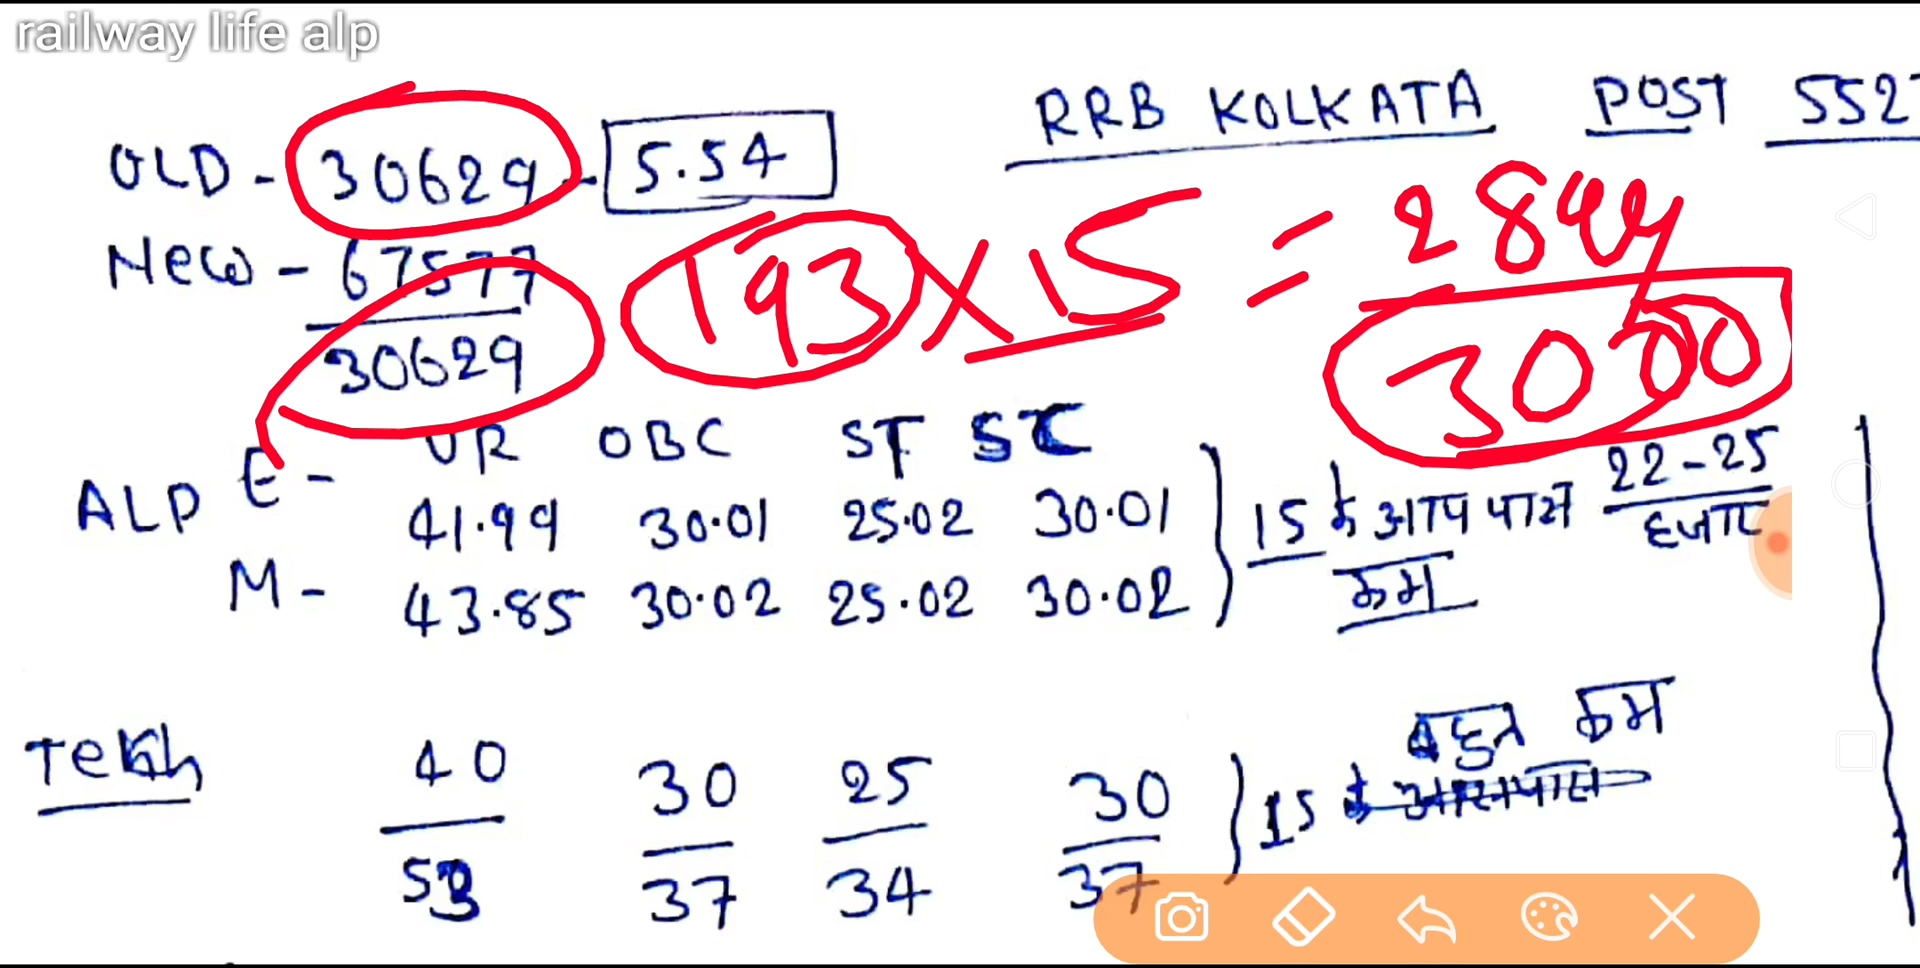 railway life alp
RRB KOLKATA POST 552
OLD - 30629 - 5.54
New - 67577
30629
193 × 15 =
3000
UR OBC ST SC
ALP E - 41.99 30.01 25.02 30.01
15 के आस पास 22-25 हजार
कम
M - 43.85 30.02 25.02 30.02
Tekh 40 30 25 30
53 37 34 37
15 के बहुत कम